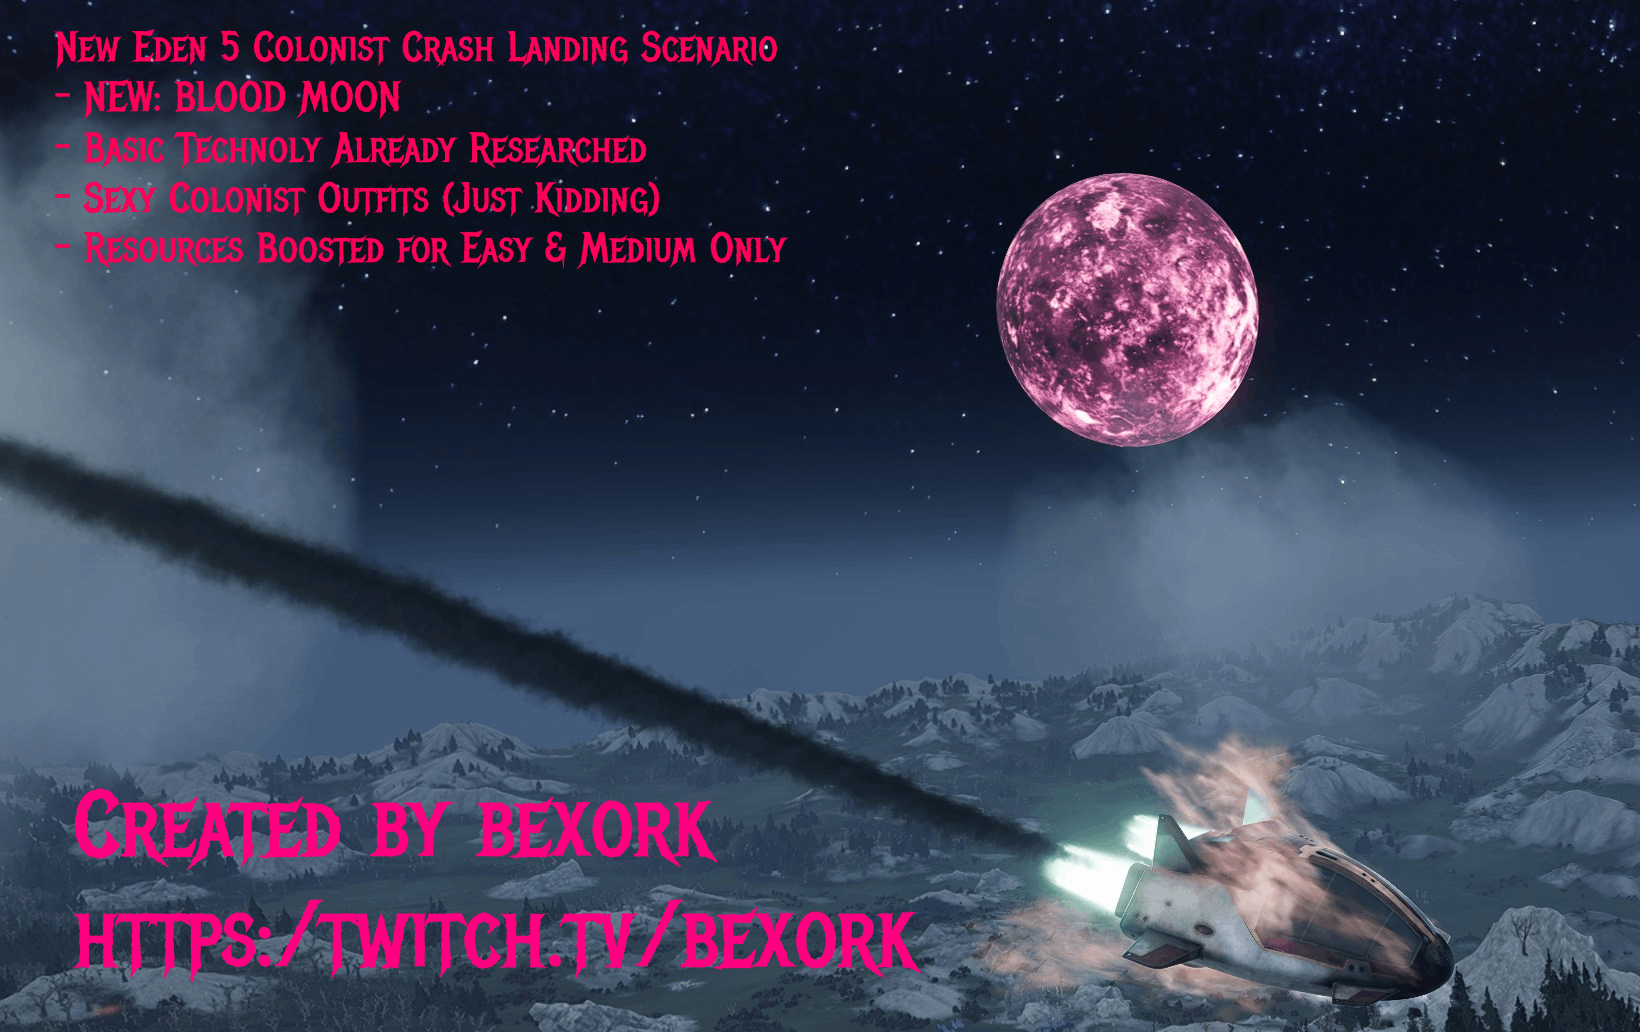 New Eden 5 Colonist Crash Landing Scenario
- NEW: BLOOD MOON
- Basic Technoly Already Researched
- Sexy Colonist Outfits (Just Kidding)
- Resources Boosted for Easy & Medium Only
Created by bexork
https:/twitch.tv/bexork